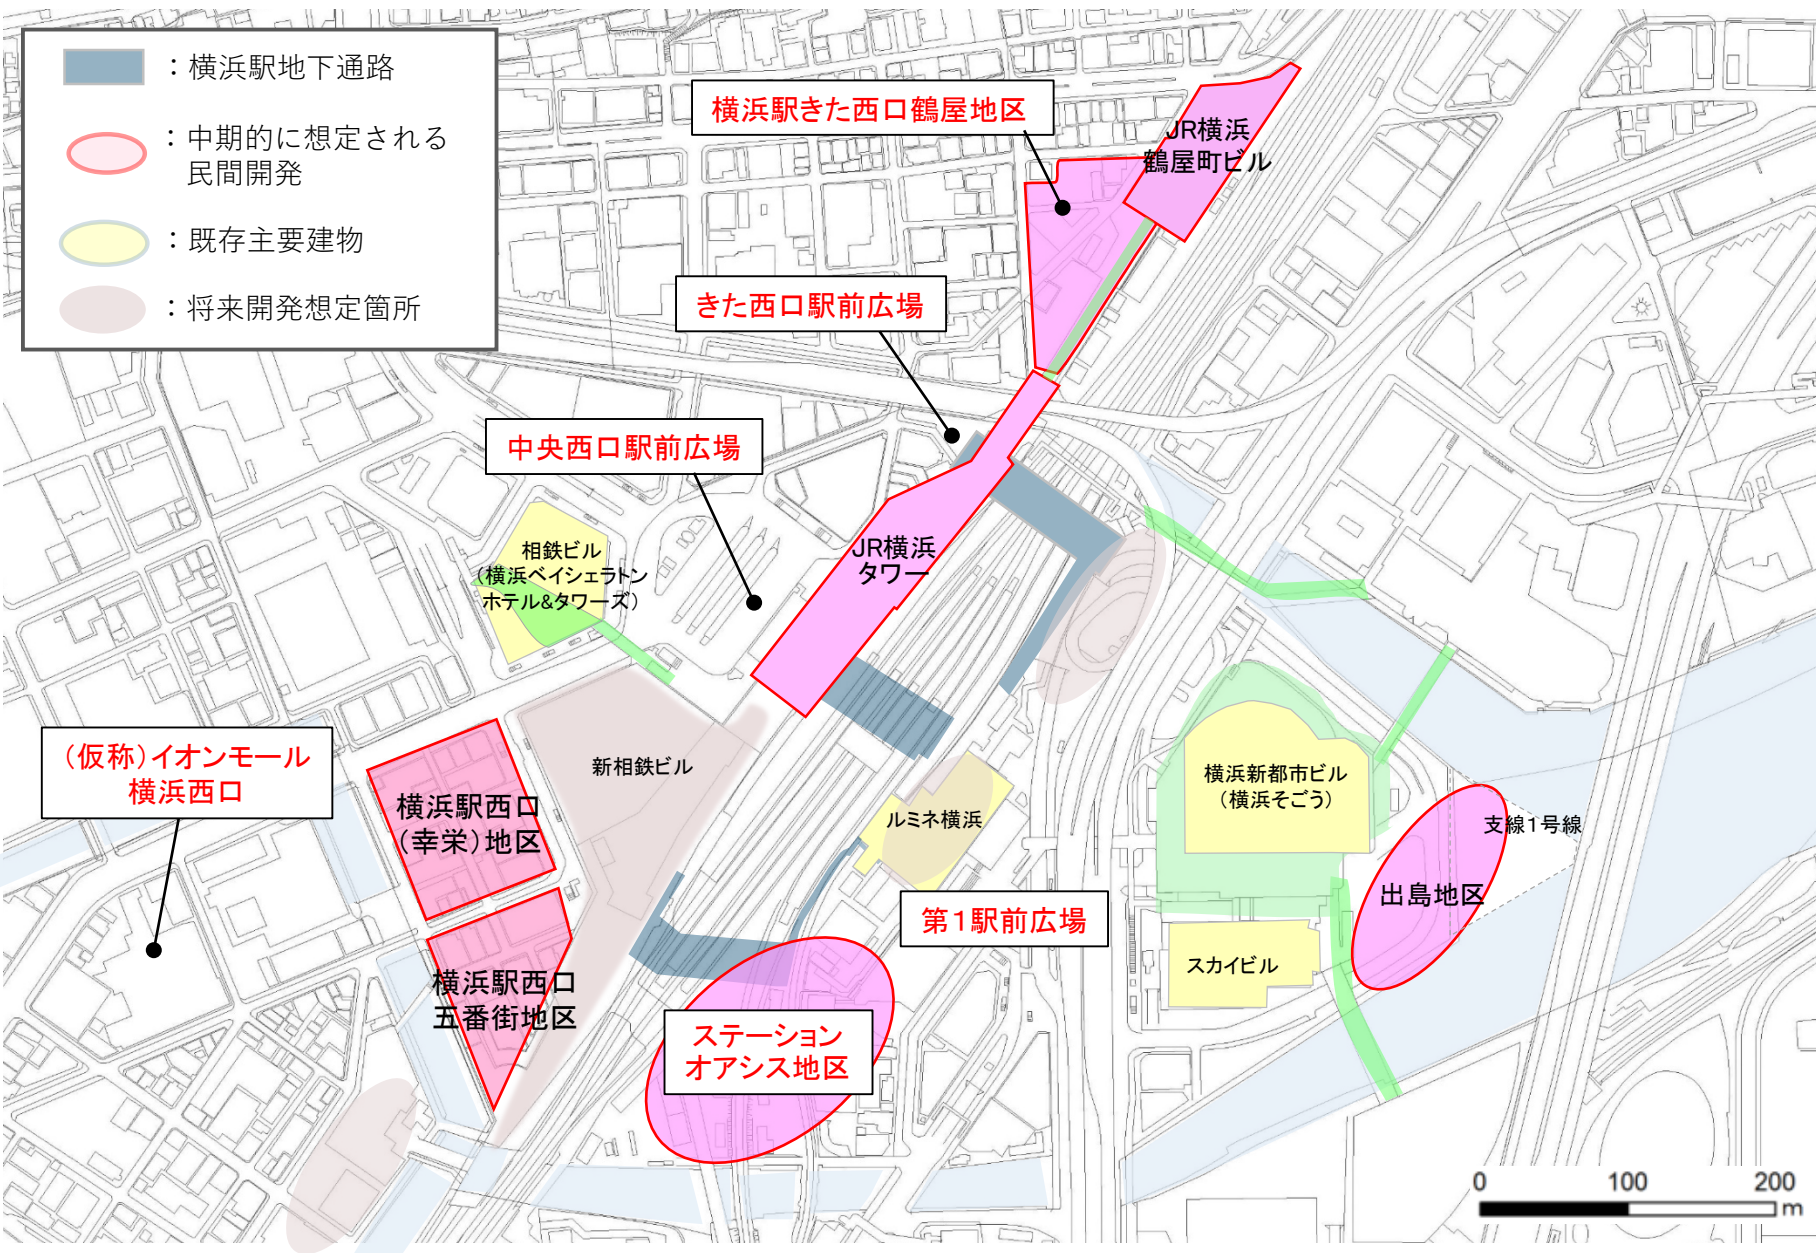 ：横浜駅地下通路
：中期的に想定される
民間開発
：既存主要建物
：将来開発想定箇所
横浜駅きた西口鶴屋地区
JR横浜
鶴屋町ビル
きた西口駅前広場
中央西口駅前広場
相鉄ビル
（横浜ベイシェラトン
ホテル&タワーズ）
JR横浜
タワー
（仮称）イオンモール
横浜西口
横浜駅西口
（幸栄）地区
新相鉄ビル
ルミネ横浜
横浜新都市ビル
（横浜そごう）
支線1号線
出島地区
第1駅前広場
スカイビル
横浜駅西口
五番街地区
ステーション
オアシス地区
0 100 200
m